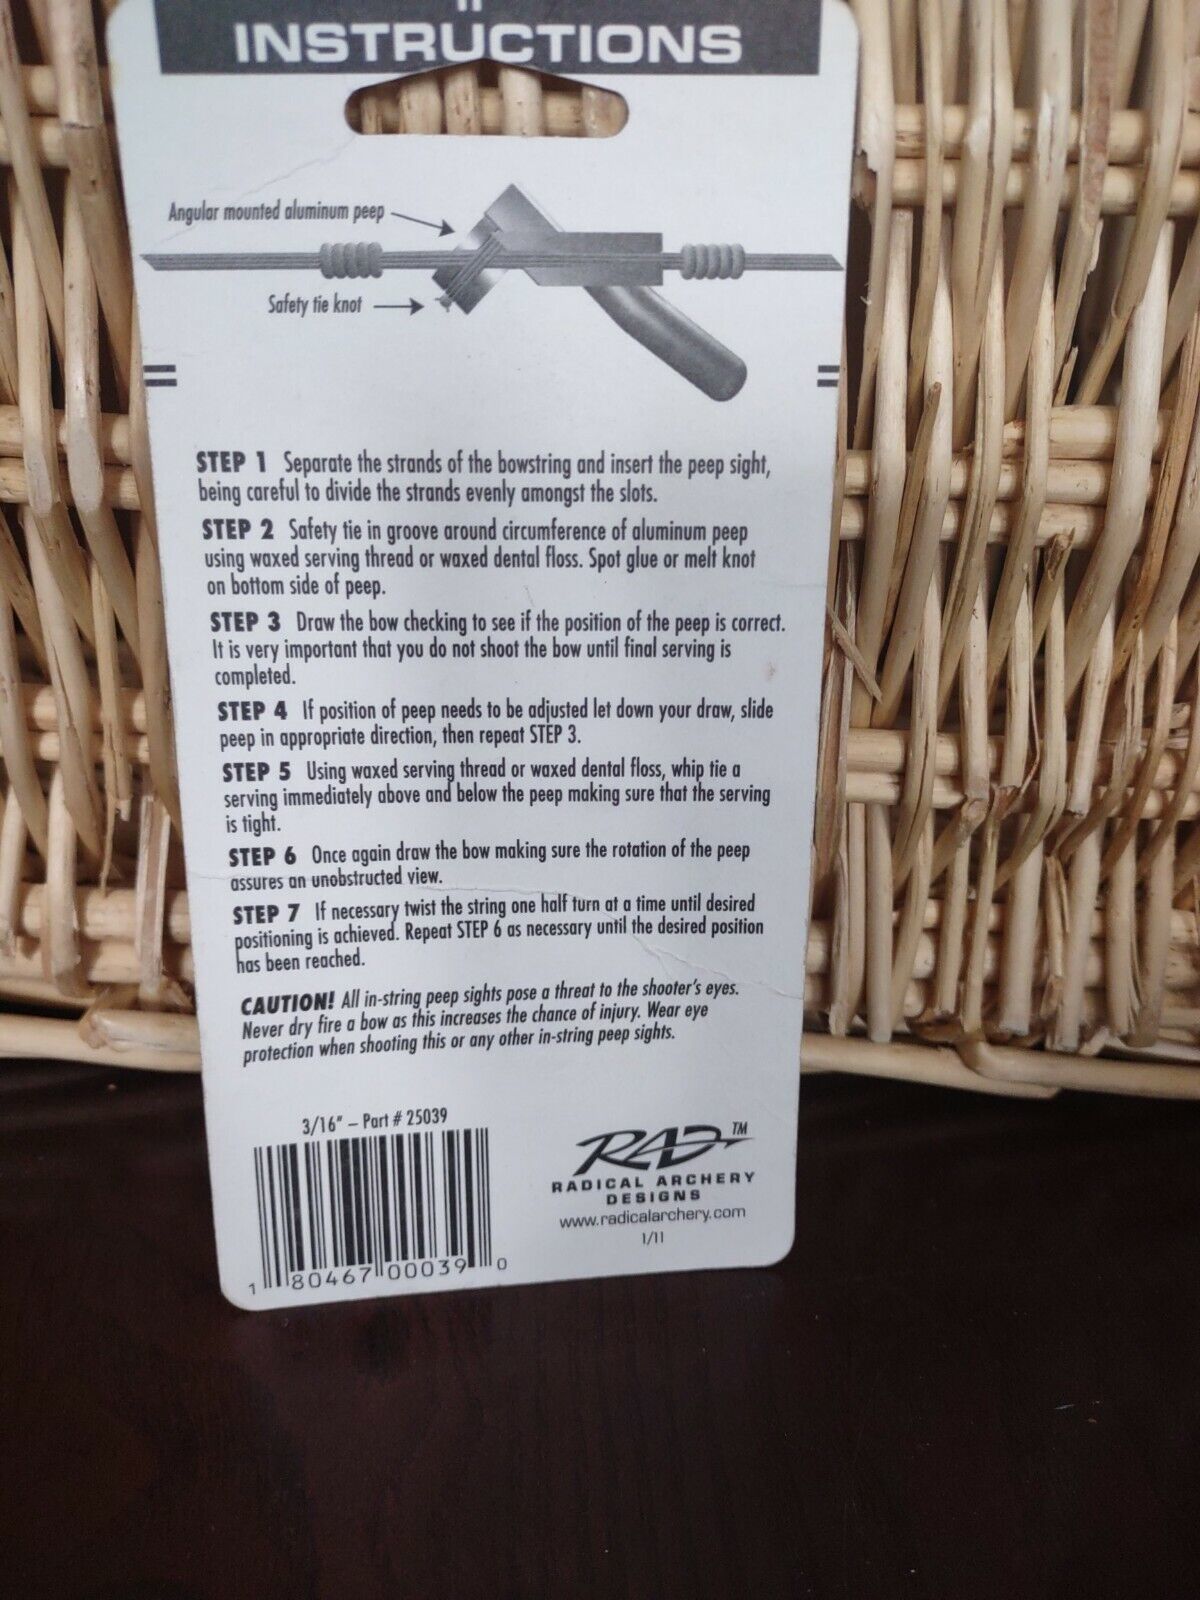 INSTRUCTIONS
Angular mounted aluminum peep
Safety tie knot
STEP 1 Separate the strands of the bowstring and insert the peep sight,
being careful to divide the strands evenly amongst the slots.
STEP 2 Safety tie in groove around circumference of aluminum peep
using waxed serving thread or waxed dental floss. Spot glue or melt knot
on bottom side of peep.
STEP 3 Draw the bow checking to see if the position of the peep is correct.
It is very important that you do not shoot the bow until final serving is
completed.
STEP 4 If position of peep needs to be adjusted let down your draw, slide
peep in appropriate direction, then repeat STEP 3.
STEP 5 Using waxed serving thread or waxed dental floss, whip tie a
serving immediately above and below the peep making sure that the serving
is tight.
STEP 6 Once again draw the bow making sure the rotation of the peep
assures an unobstructed view.
STEP 7 If necessary twist the string one half turn at a time until desired
positioning is achieved. Repeat STEP 6 as necessary until the desired position
has been reached.
CAUTION! All in-string peep sights pose a threat to the shooter's eyes.
Never dry fire a bow as this increases the chance of injury. Wear eye
protection when shooting this or any other in-string peep sights.
3/16" – Part # 25039
1 80467 00039 0
RAD™
RADICAL ARCHERY
DESIGNS
www.radicalarchery.com
1/11